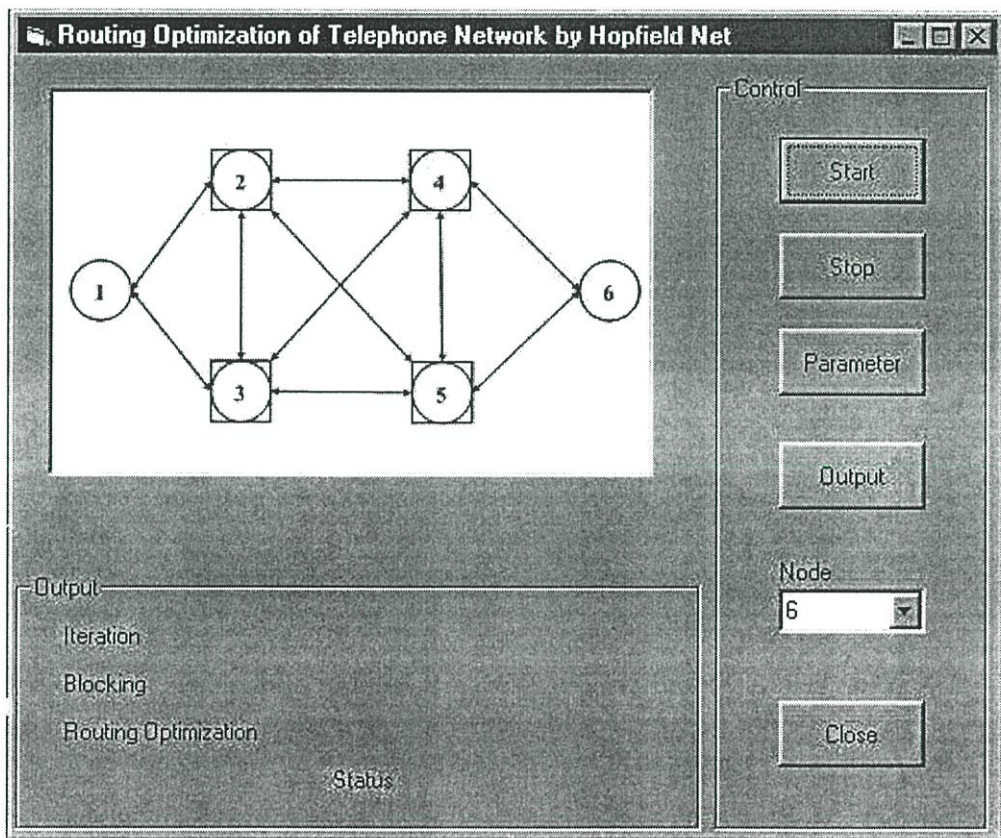 Routing Optimization of Telephone Network by Hopfield Net
2
4
1
6
3
5
Control
Start
Stop
Parameter
Output
Node
6
Close
Output
Iteration
Blocking
Routing Optimization
Status